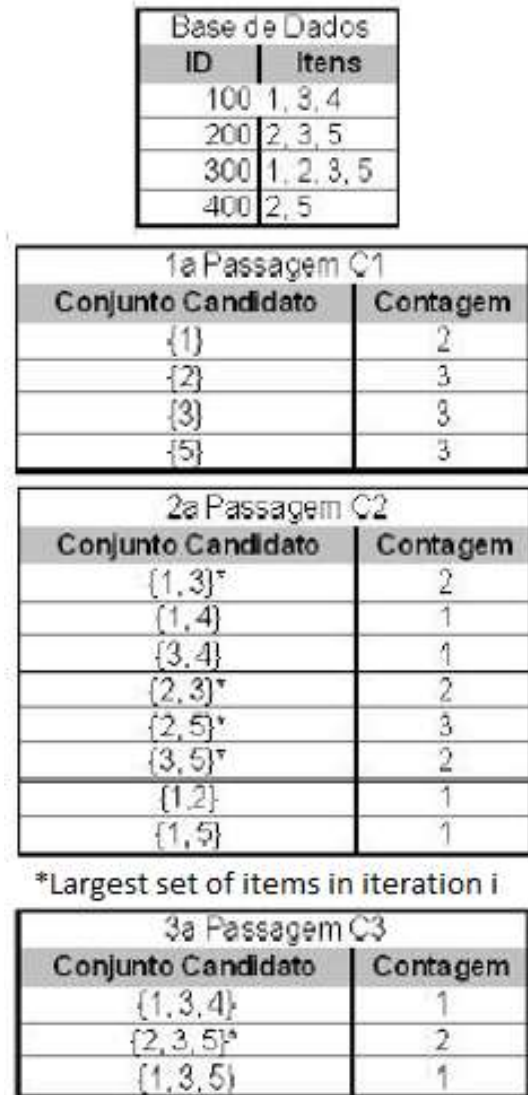 Base de Dados
ID Itens
100 1, 3, 4
200 2, 3, 5
300 1, 2, 3, 5
400 2, 5
1a Passagem C1
Conjunto Candidato Contagem
{1} 2
{2} 3
{3} 3
{5} 3
2a Passagem C2
Conjunto Candidato Contagem
{1, 3}* 2
{1, 4} 1
{3, 4} 1
{2, 3}* 2
{2, 5}* 3
{3, 5}* 2
{1,2} 1
{1, 5} 1
*Largest set of items in iteration i
3a Passagem C3
Conjunto Candidato Contagem
{1, 3, 4} 1
{2, 3, 5}* 2
{1, 3, 5} 1